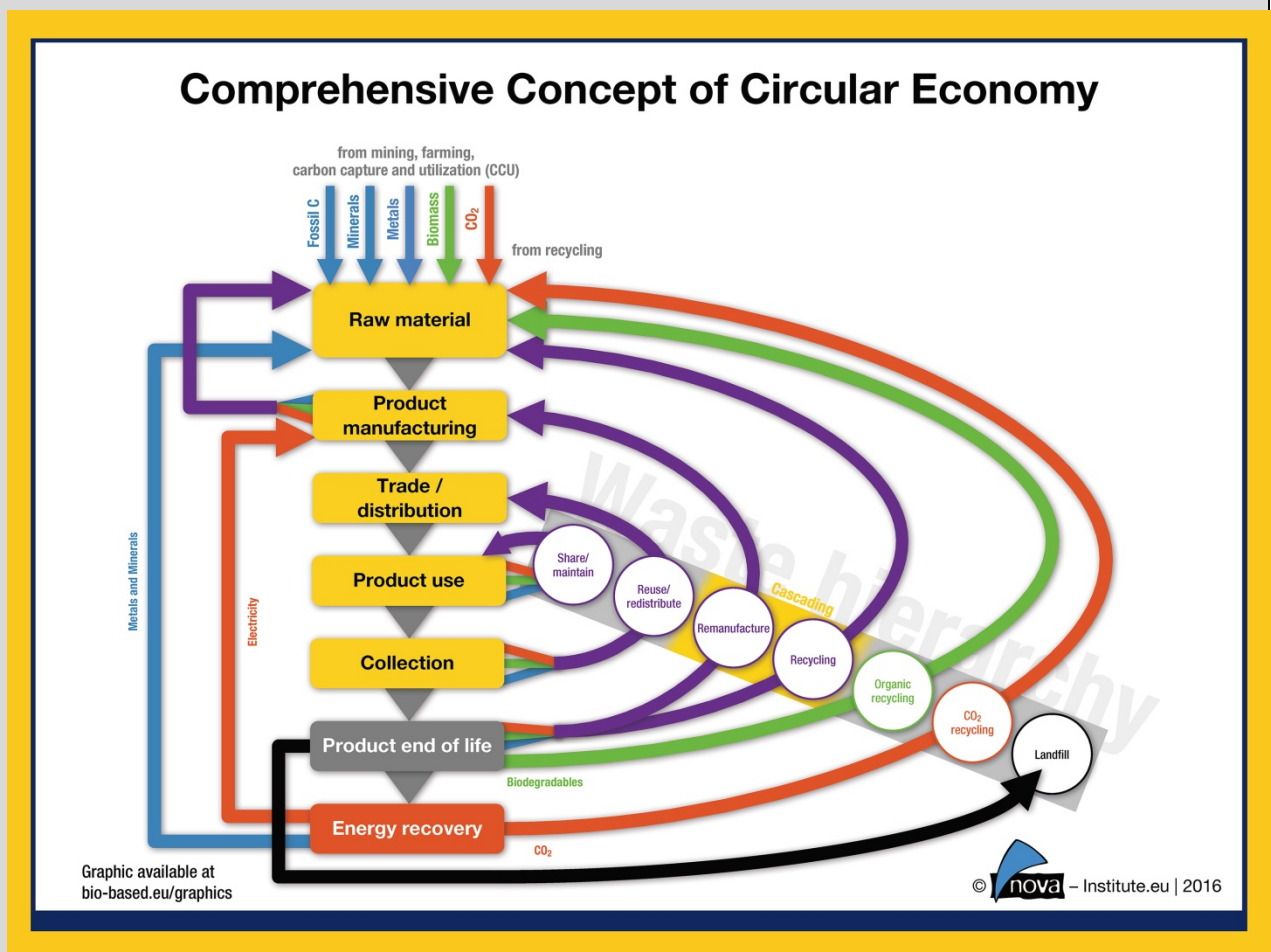 Comprehensive Concept of Circular Economy
from mining, farming,
carbon capture and utilization (CCU)
Fossil C
Minerals
Metals
Biomass
CO₂
from recycling
Raw material
Product
manufacturing
Trade /
distribution
Waste hierarchy
Share/
maintain
Product use
Reuse/
redistribute
Cascading
Remanufacture
Metals and Minerals
Electricity
Collection
Recycling
Organic
recycling
CO₂
recycling
Product end of life
Landfill
Biodegradables
Energy recovery
CO₂
Graphic available at
bio-based.eu/graphics
© nova – Institute.eu | 2016